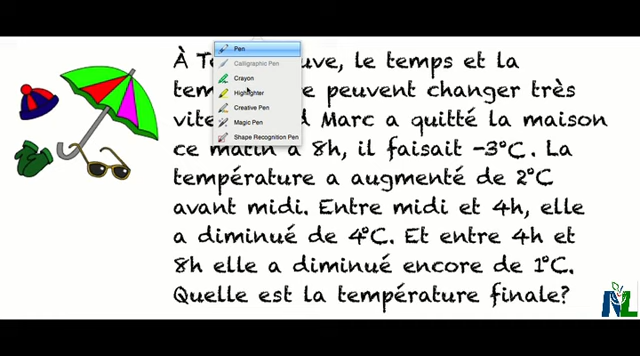 À Te uve, le temps et la
tem e peuvent changer très
vite d Marc a quitté la maison
ce matin à 8h, il faisait -3°C. La
température a augmenté de 2°C
avant midi. Entre midi et 4h, elle
a diminué de 4°C. Et entre 4h et
8h elle a diminué encore de 1°C.
Quelle est la température finale?
Pen
Calligraphic Pen
Crayon
Highlighter
Creative Pen
Magic Pen
Shape Recognition Pen
NL